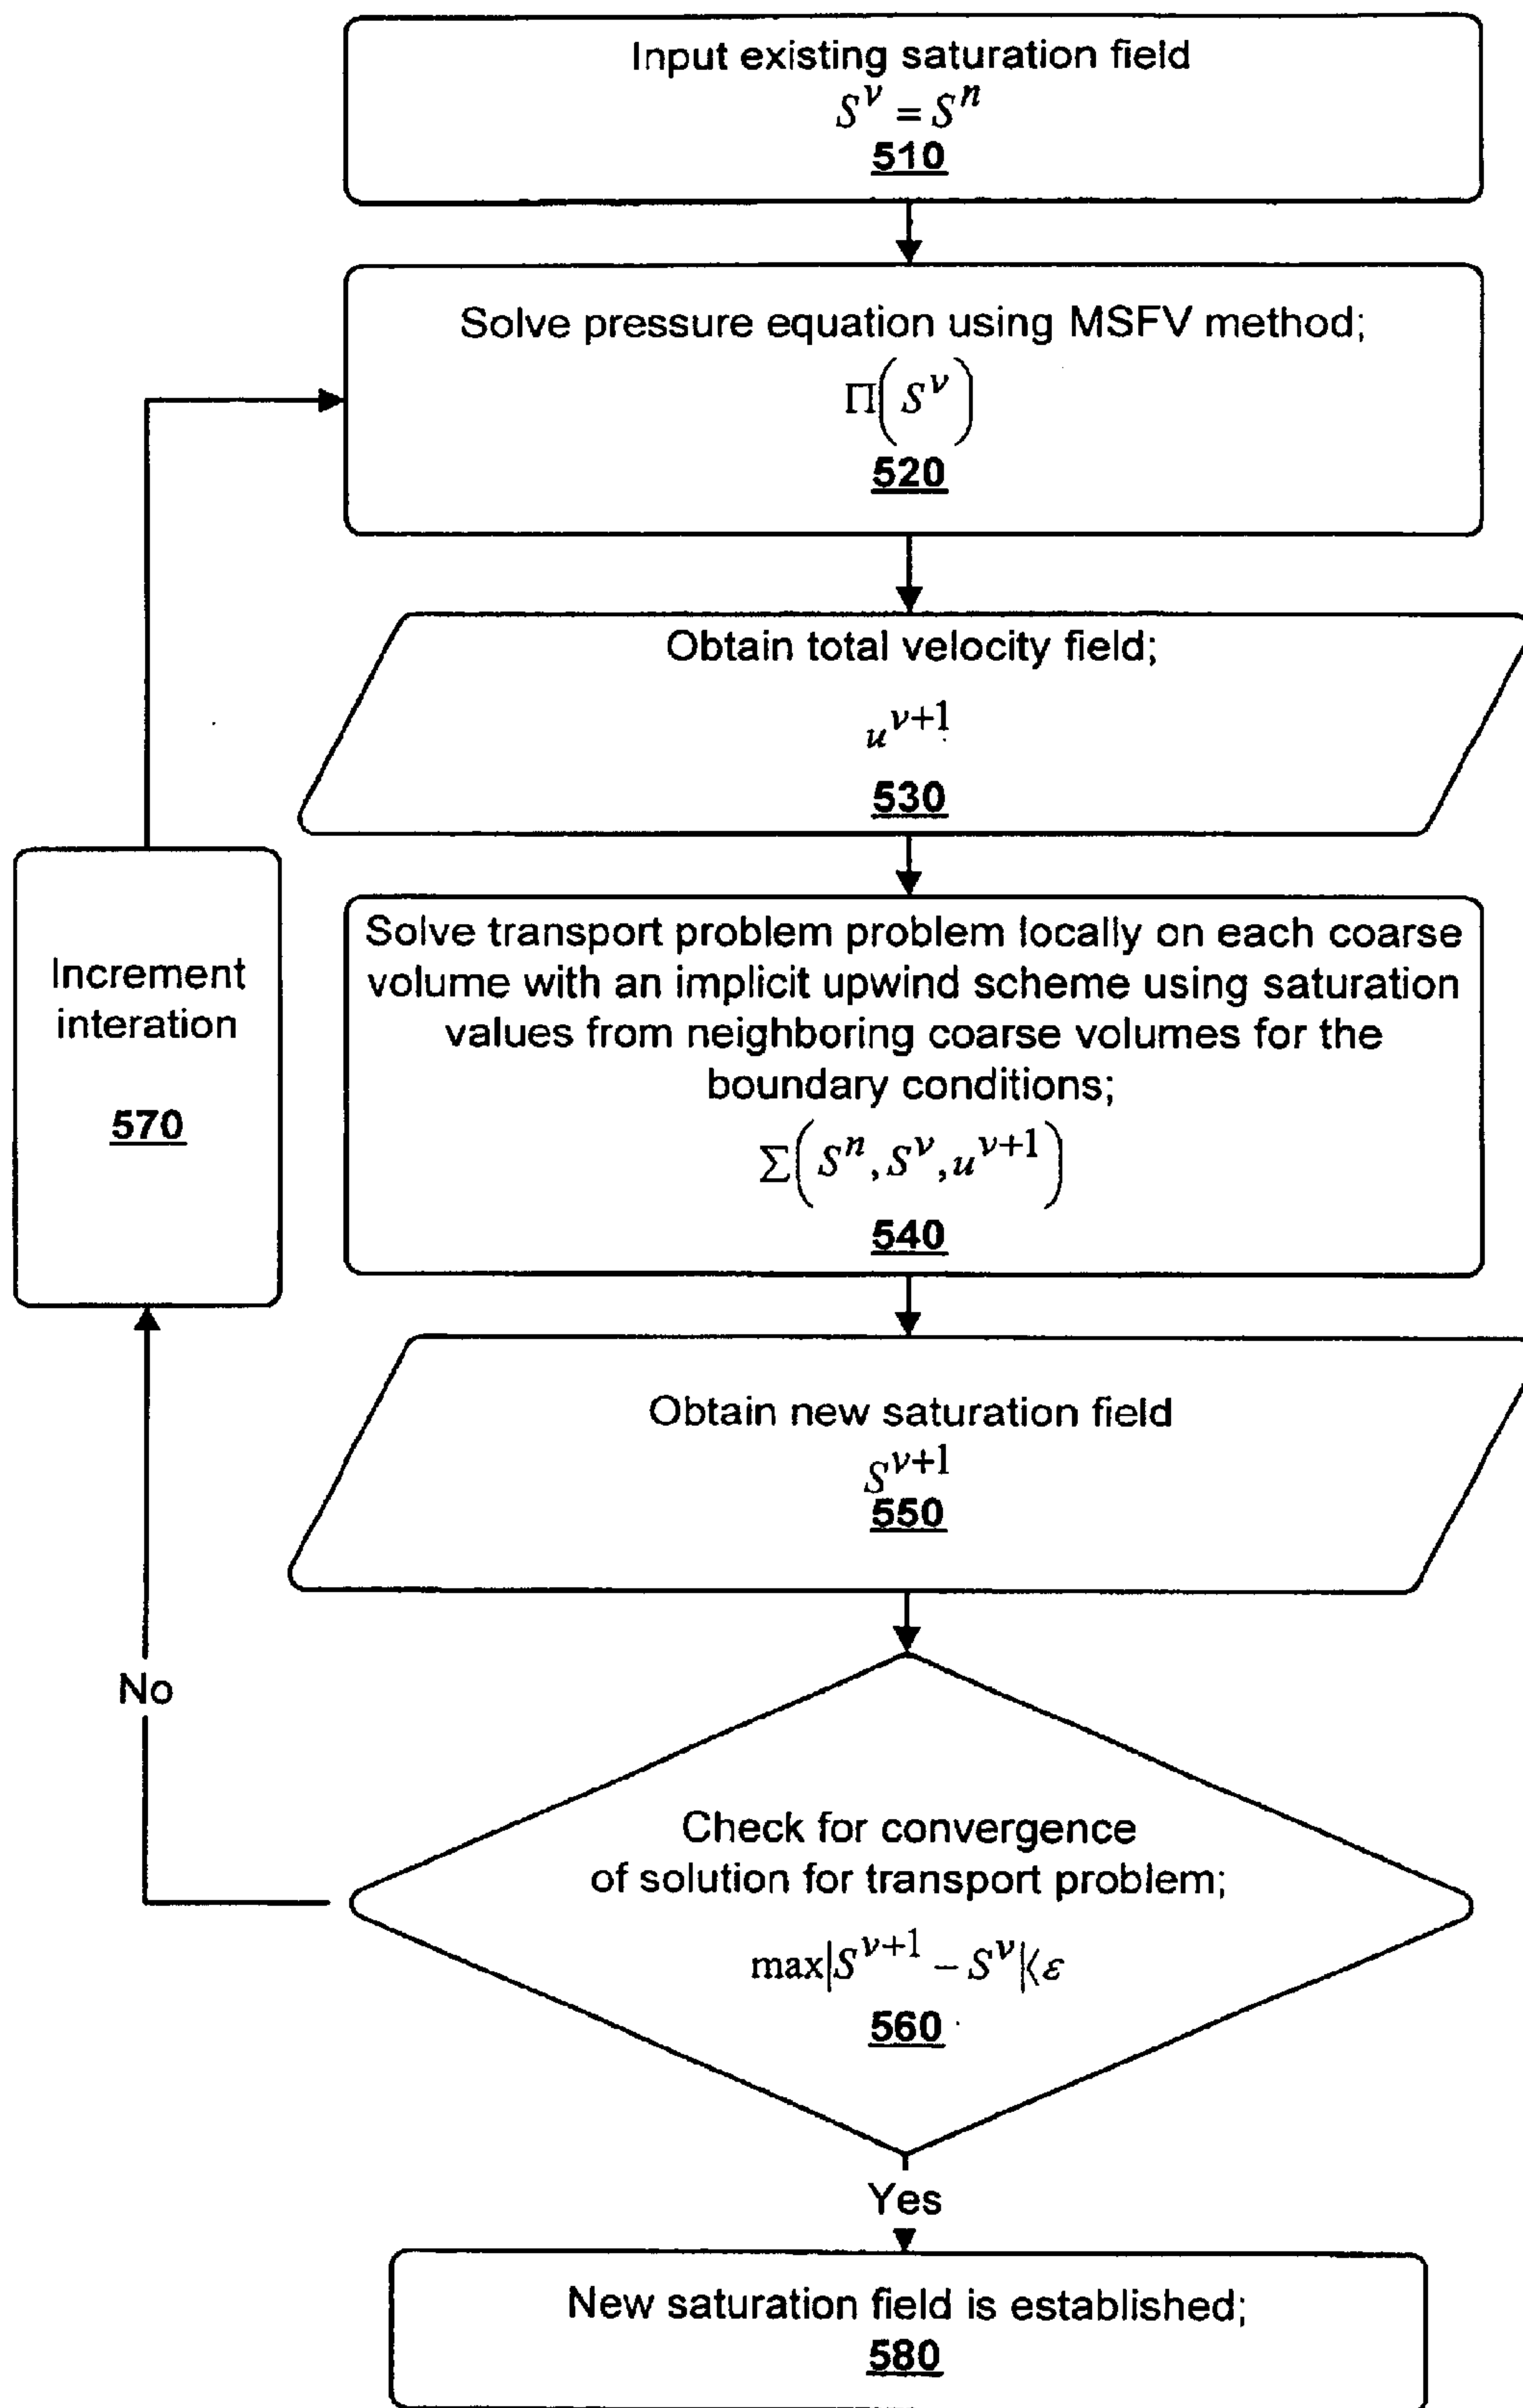 Input existing saturation field
S^ν = S^n
510
Solve pressure equation using MSFV method;
Π(S^ν)
520
Obtain total velocity field;
u^ν+1
530
Solve transport problem problem locally on each coarse
volume with an implicit upwind scheme using saturation
values from neighboring coarse volumes for the
boundary conditions;
Σ(S^n, S^ν, u^ν+1)
540
Increment
interation
570
Obtain new saturation field
S^ν+1
550
No
Check for convergence
of solution for transport problem;
max|S^ν+1 − S^ν|⟨ε
560
Yes
New saturation field is established;
580